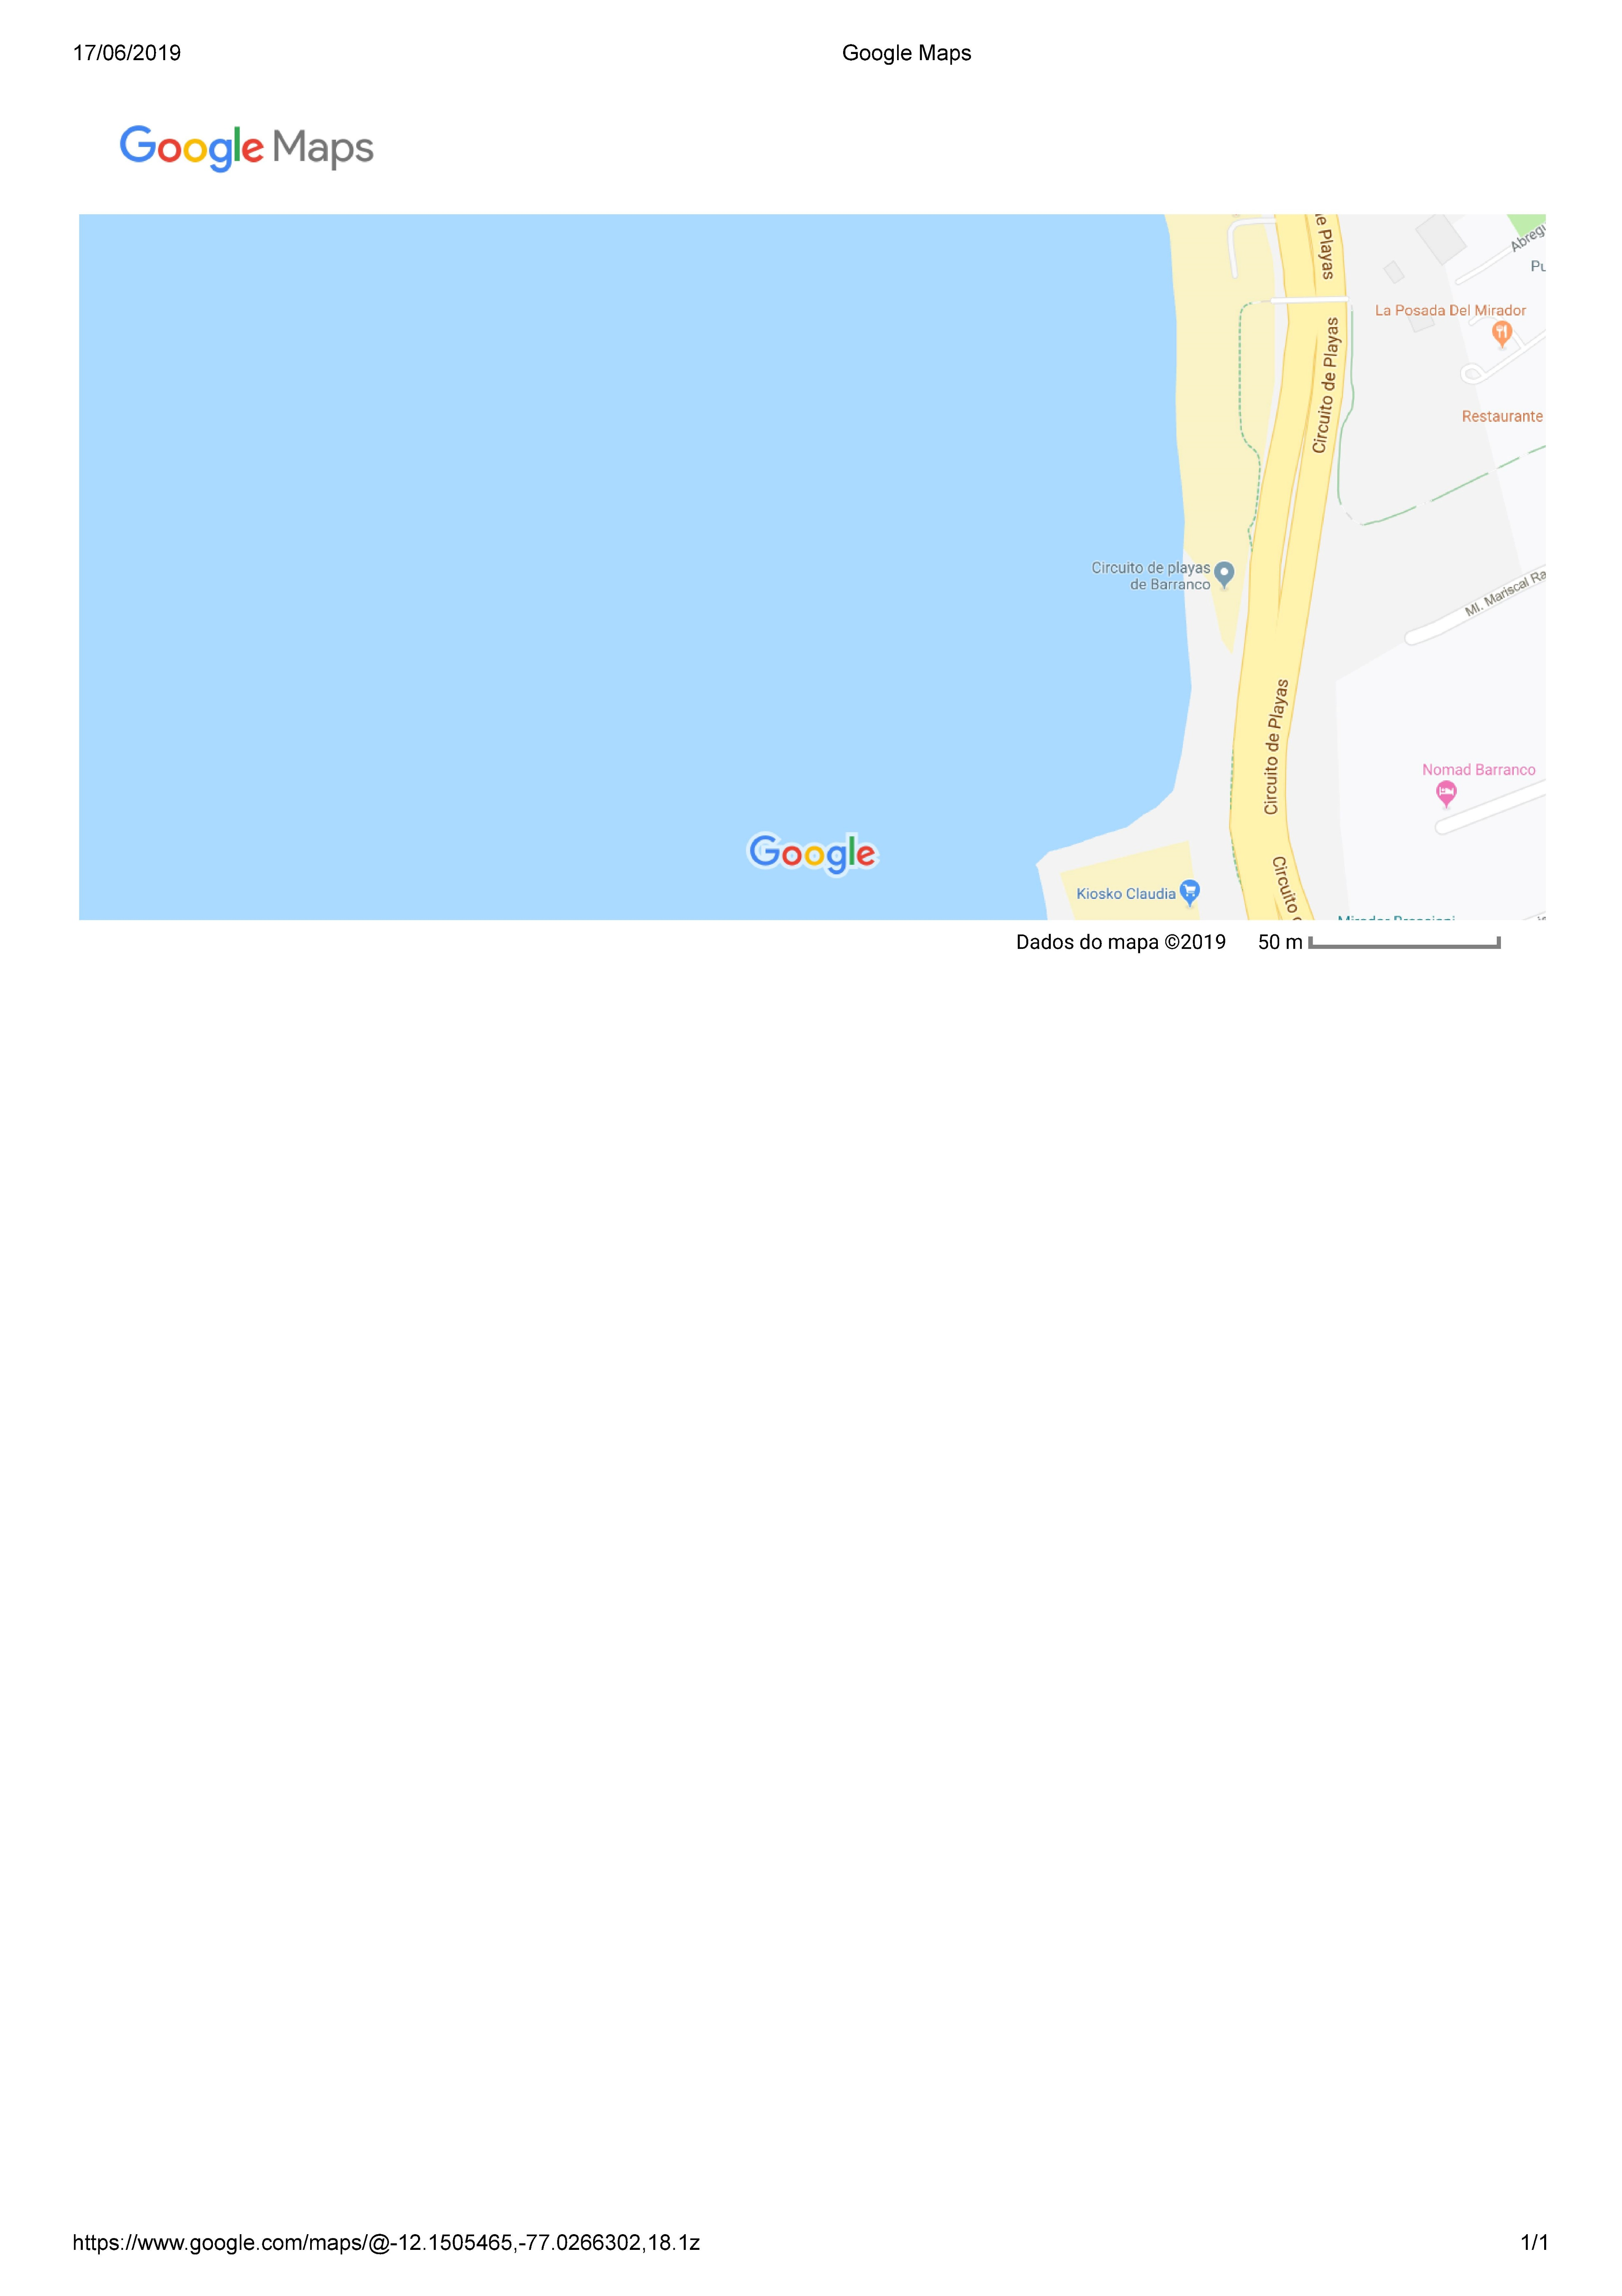 17/06/2019
Google Maps
Google Maps
de Playas
Circuito de Playas
La Posada Del Mirador
Restaurante
Circuito de playas
de Barranco
Ml. Mariscal
Circuito de Playas
Nomad Barranco
Google
Kiosko Claudia
Circuito
Dados do mapa ©2019
50 m
https://www.google.com/maps/@-12.1505465,-77.0266302,18.1z
1/1